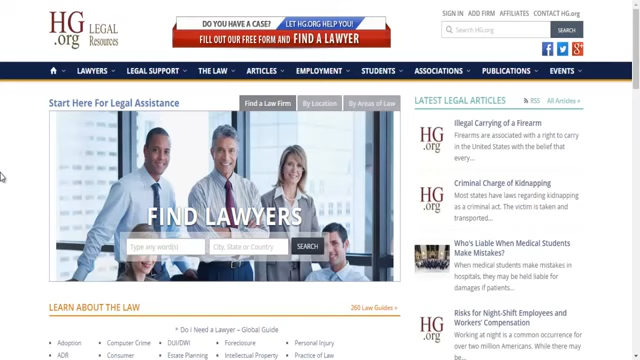 SIGN IN ADD FIRM AFFILIATES CONTACT HG.org
HG LEGAL
.org Resources
DO YOU HAVE A CASE? LET HG.ORG HELP YOU!
FILL OUT OUR FREE FORM AND FIND A LAWYER
Search HG.org SEARCH
LAWYERS LEGAL SUPPORT THE LAW ARTICLES EMPLOYMENT STUDENTS ASSOCIATIONS PUBLICATIONS EVENTS
Start Here For Legal Assistance Find a Law Firm By Location By Areas of Law
FIND LAWYERS
Type any word(s) City, State or Country SEARCH
LEARN ABOUT THE LAW 260 Law Guides »
* Do i Need a Lawyer – Global Guide
Adoption Computer Crime DUI/DWI Foreclosure Personal Injury
ADR Consumer Estate Planning Intellectual Property Practice of Law
LATEST LEGAL ARTICLES RSS All Articles »
HG
.org
Illegal Carrying of a Firearm
Firearms are associated with a right to carry
in the United States with the belief that
every...
HG
.org
Criminal Charge of Kidnapping
Most states have laws regarding kidnapping
as a criminal act. The victim is taken and
transported...
Who's Liable When Medical Students
Make Mistakes?
When medical students make mistakes in
hospitals, they may be held liable for
damages if patients...
HG
.org
Risks for Night-Shift Employees and
Workers' Compensation
Working at night is a common occurrence for
over ten percent of Americans. While there
may be...